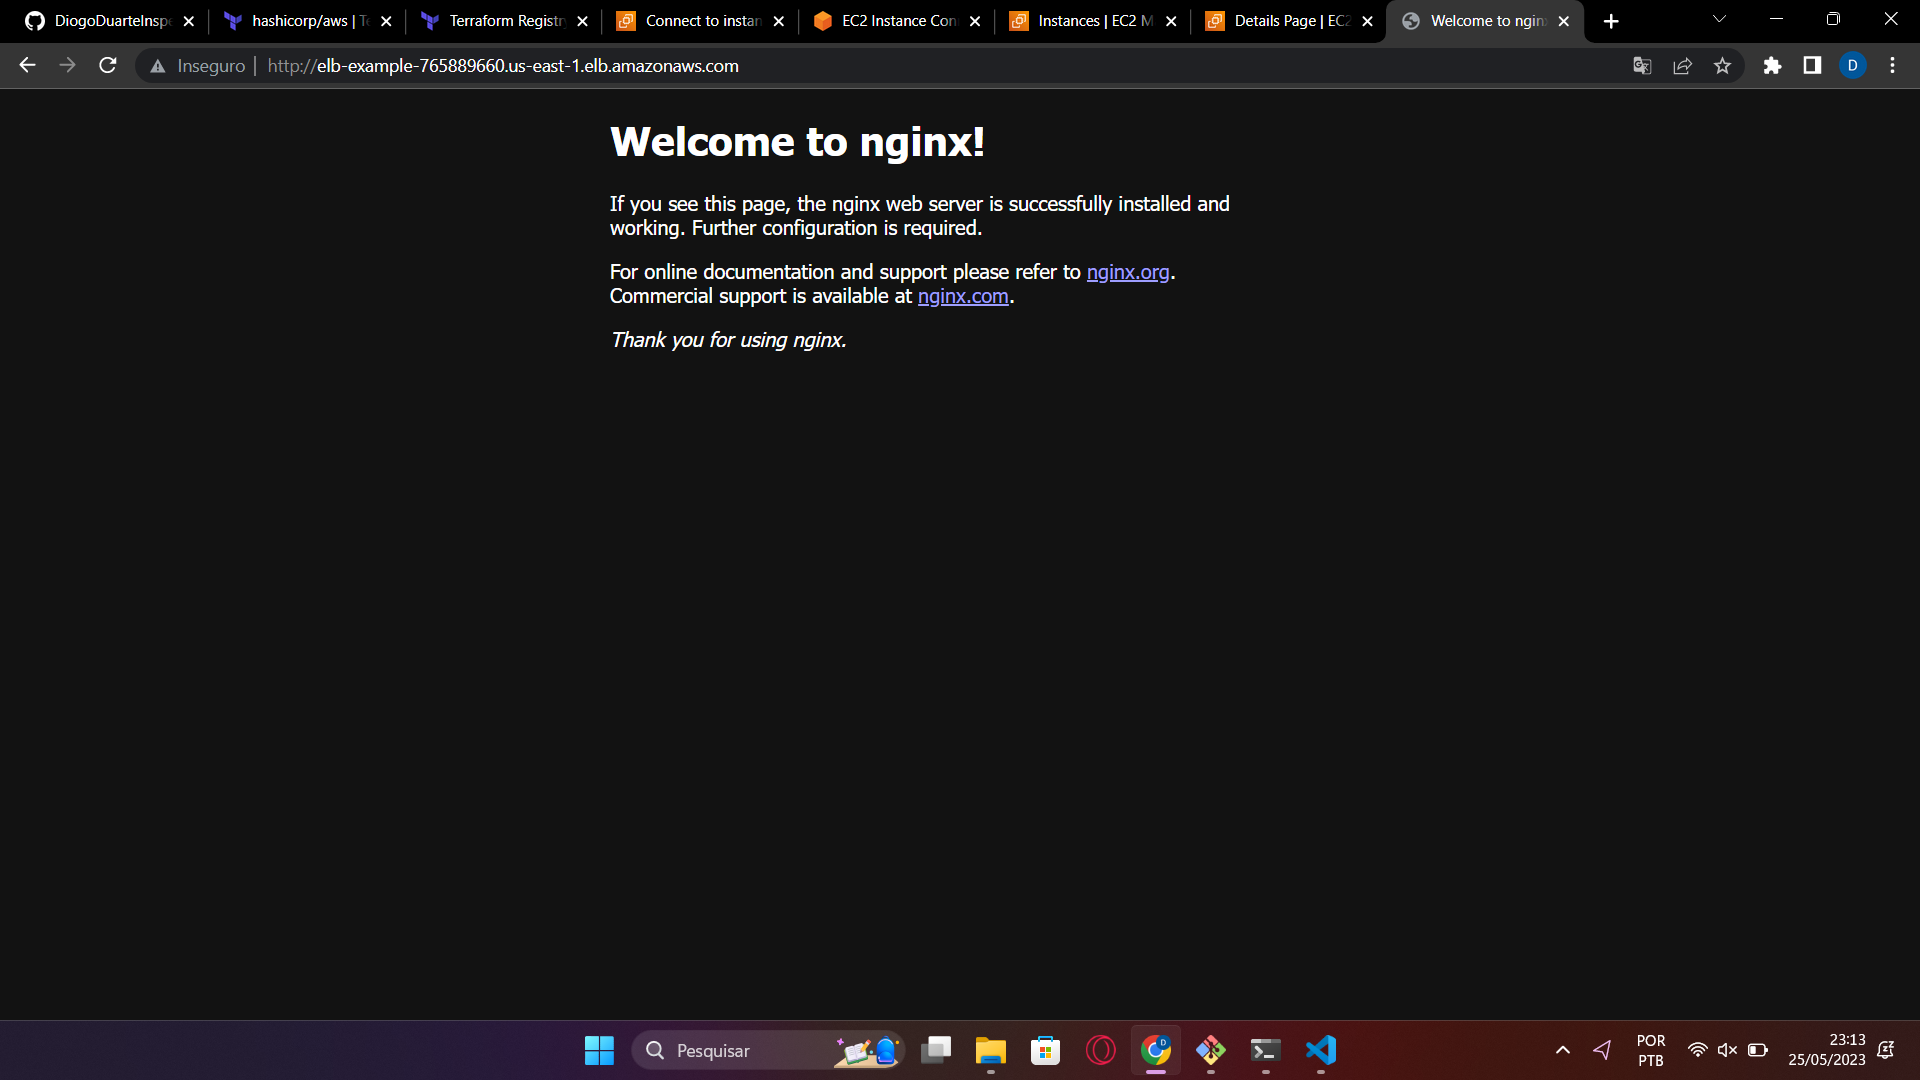 DiogoDuarteInspe
hashicorp/aws | Te
Terraform Registry
Connect to instan
EC2 Instance Con
Instances | EC2 M
Details Page | EC2
Welcome to nginx
Inseguro
http://elb-example-765889660.us-east-1.elb.amazonaws.com
D
Welcome to nginx!
If you see this page, the nginx web server is successfully installed and
working. Further configuration is required.
For online documentation and support please refer to nginx.org.
Commercial support is available at nginx.com.
Thank you for using nginx.
Pesquisar
D
POR
PTB
23:13
25/05/2023